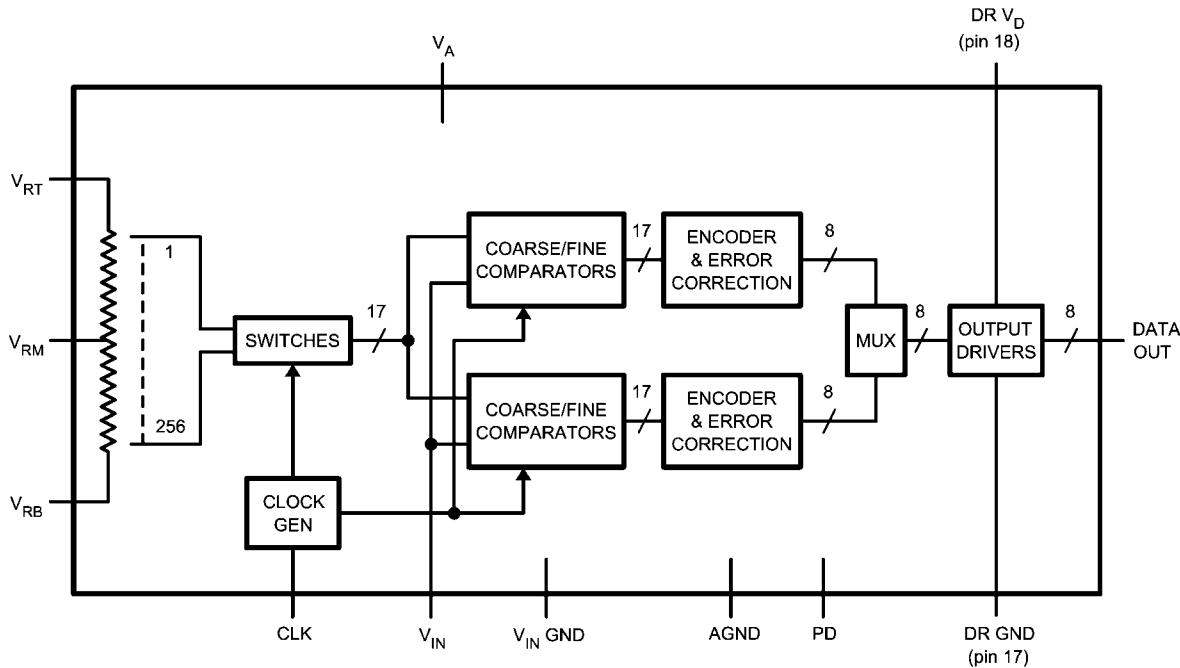 DR V_D
(pin 18)
V_A
V_RT
1
17
COARSE/FINE
COMPARATORS
17
ENCODER
& ERROR
CORRECTION
8
V_RM
SWITCHES
17
MUX
8
OUTPUT
DRIVERS
8
DATA
OUT
256
COARSE/FINE
COMPARATORS
17
ENCODER
& ERROR
CORRECTION
8
V_RB
CLOCK
GEN
CLK
V_IN
V_IN GND
AGND
PD
DR GND
(pin 17)